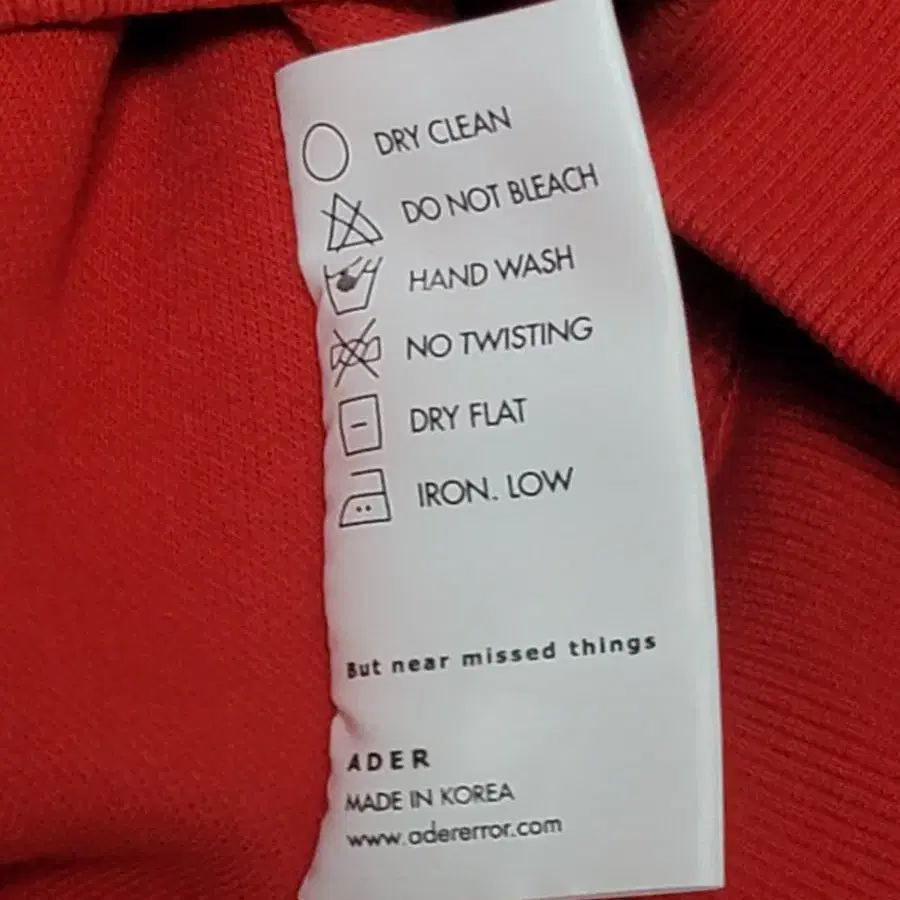 DRY CLEAN
DO NOT BLEACH
HAND WASH
NO TWISTING
DRY FLAT
IRON. LOW
But near missed things
ADER
MADE IN KOREA
www.adererror.com